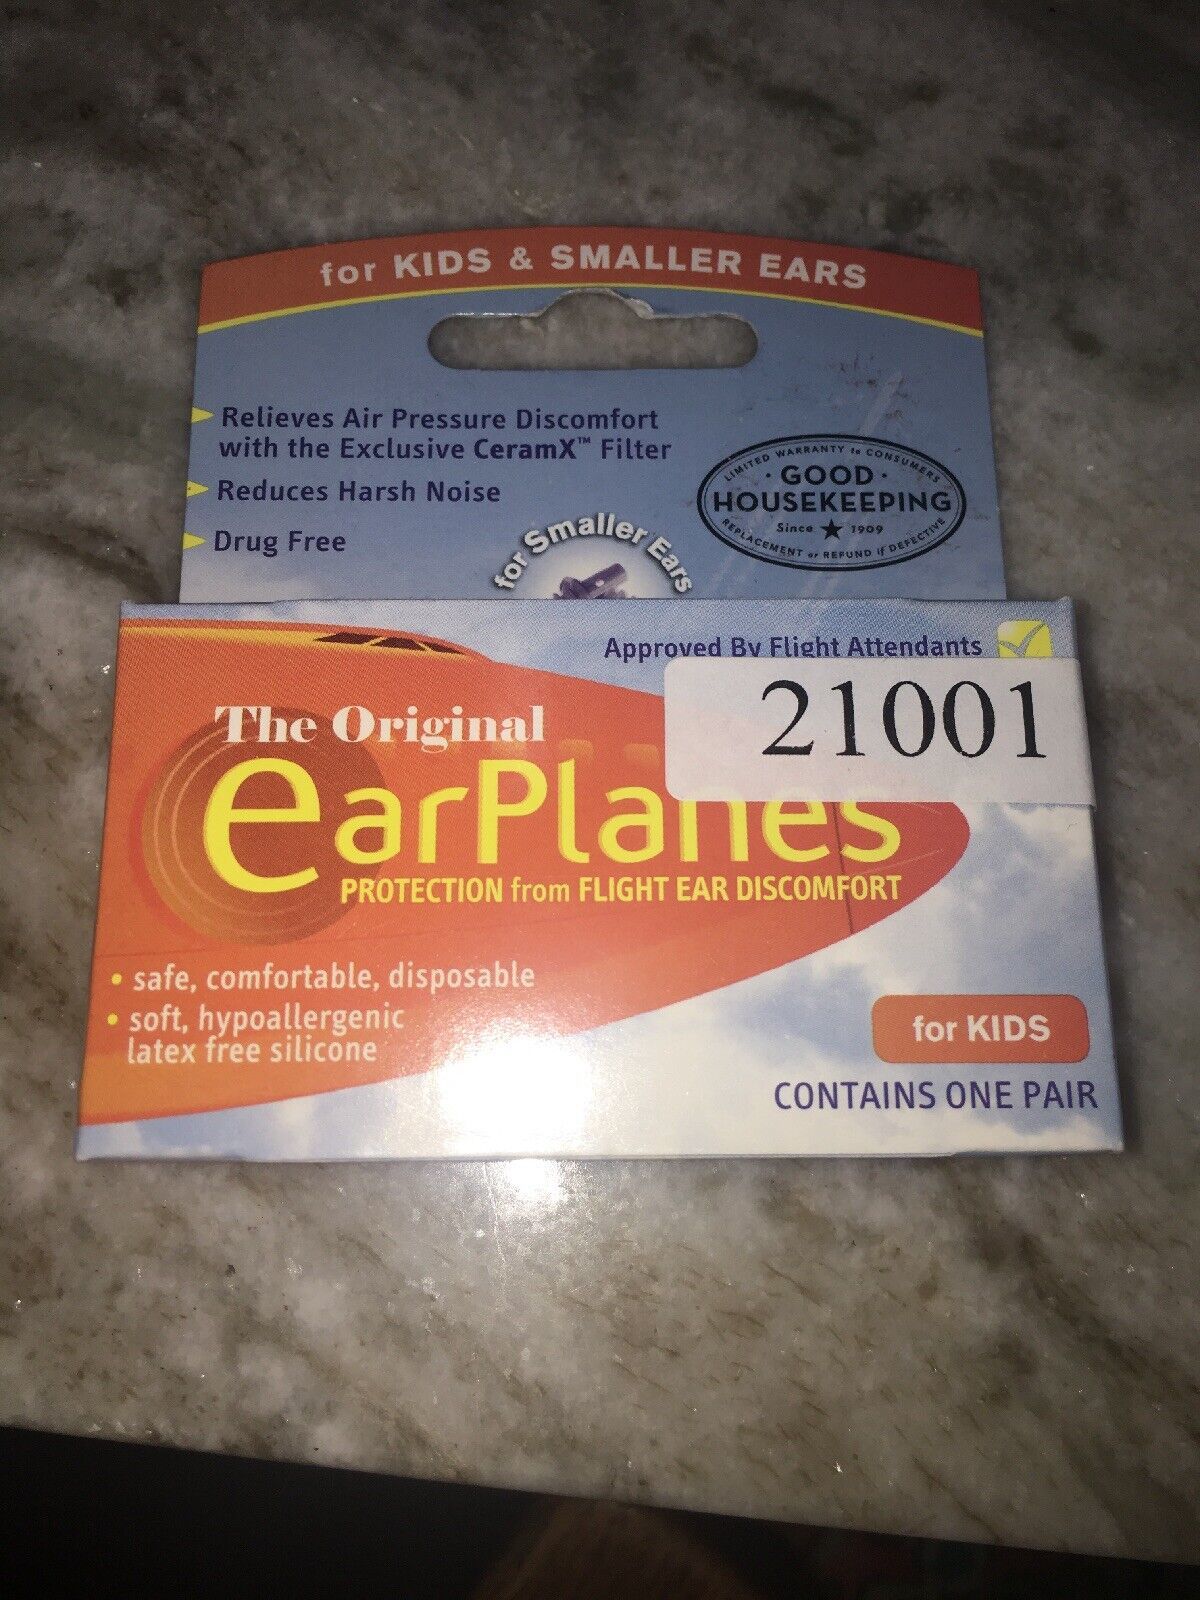 for KIDS & SMALLER EARS
Relieves Air Pressure Discomfort
with the Exclusive CeramX™ Filter
Reduces Harsh Noise
Drug Free
LIMITED WARRANTY to CONSUMERS
• GOOD •
HOUSEKEEPING
Since ★ 1909
REPLACEMENT or REFUND if DEFECTIVE
for Smaller Ears
Approved By Flight Attendants
21001
The Original
earPlanes
PROTECTION from FLIGHT EAR DISCOMFORT
• safe, comfortable, disposable
• soft, hypoallergenic
latex free silicone
for KIDS
CONTAINS ONE PAIR